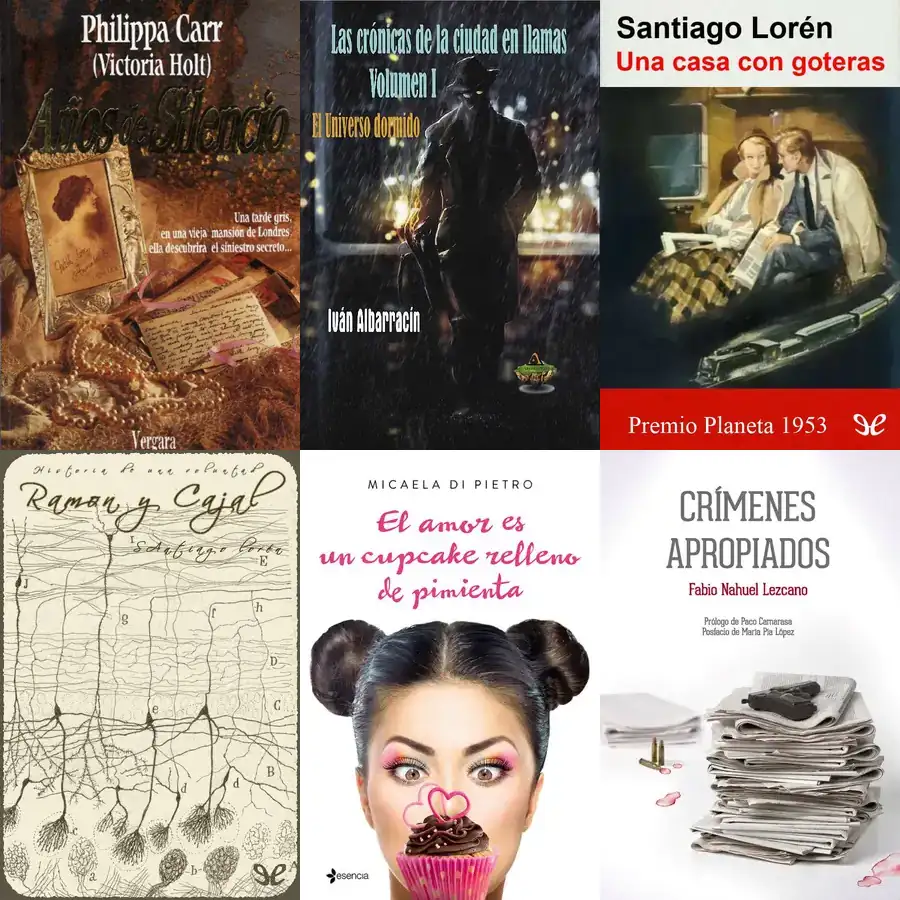 Philippa Carr
(Victoria Holt)
Años de Silencio
Una tarde gris,
en una vieja mansión de Londres
ella descubrira el siniestro secreto...
Vergara
Las crónicas de la ciudad en llamas
Volumen I
El Universo dormido
Iván Albarracín
Santiago Lorén
Una casa con goteras
Premio Planeta 1953
Historia de una voluntad
Ramon y Cajal
Santiago loren
E
J
g
f
h
D
C
e
B
d
d
c
a
b
A
MICAELA DI PIETRO
El amor es
un cupcake relleno
de pimienta
esencia
CRÍMENES
APROPIADOS
Fabio Nahuel Lezcano
Prólogo de Paco Camarasa
Posfacio de María Pía López